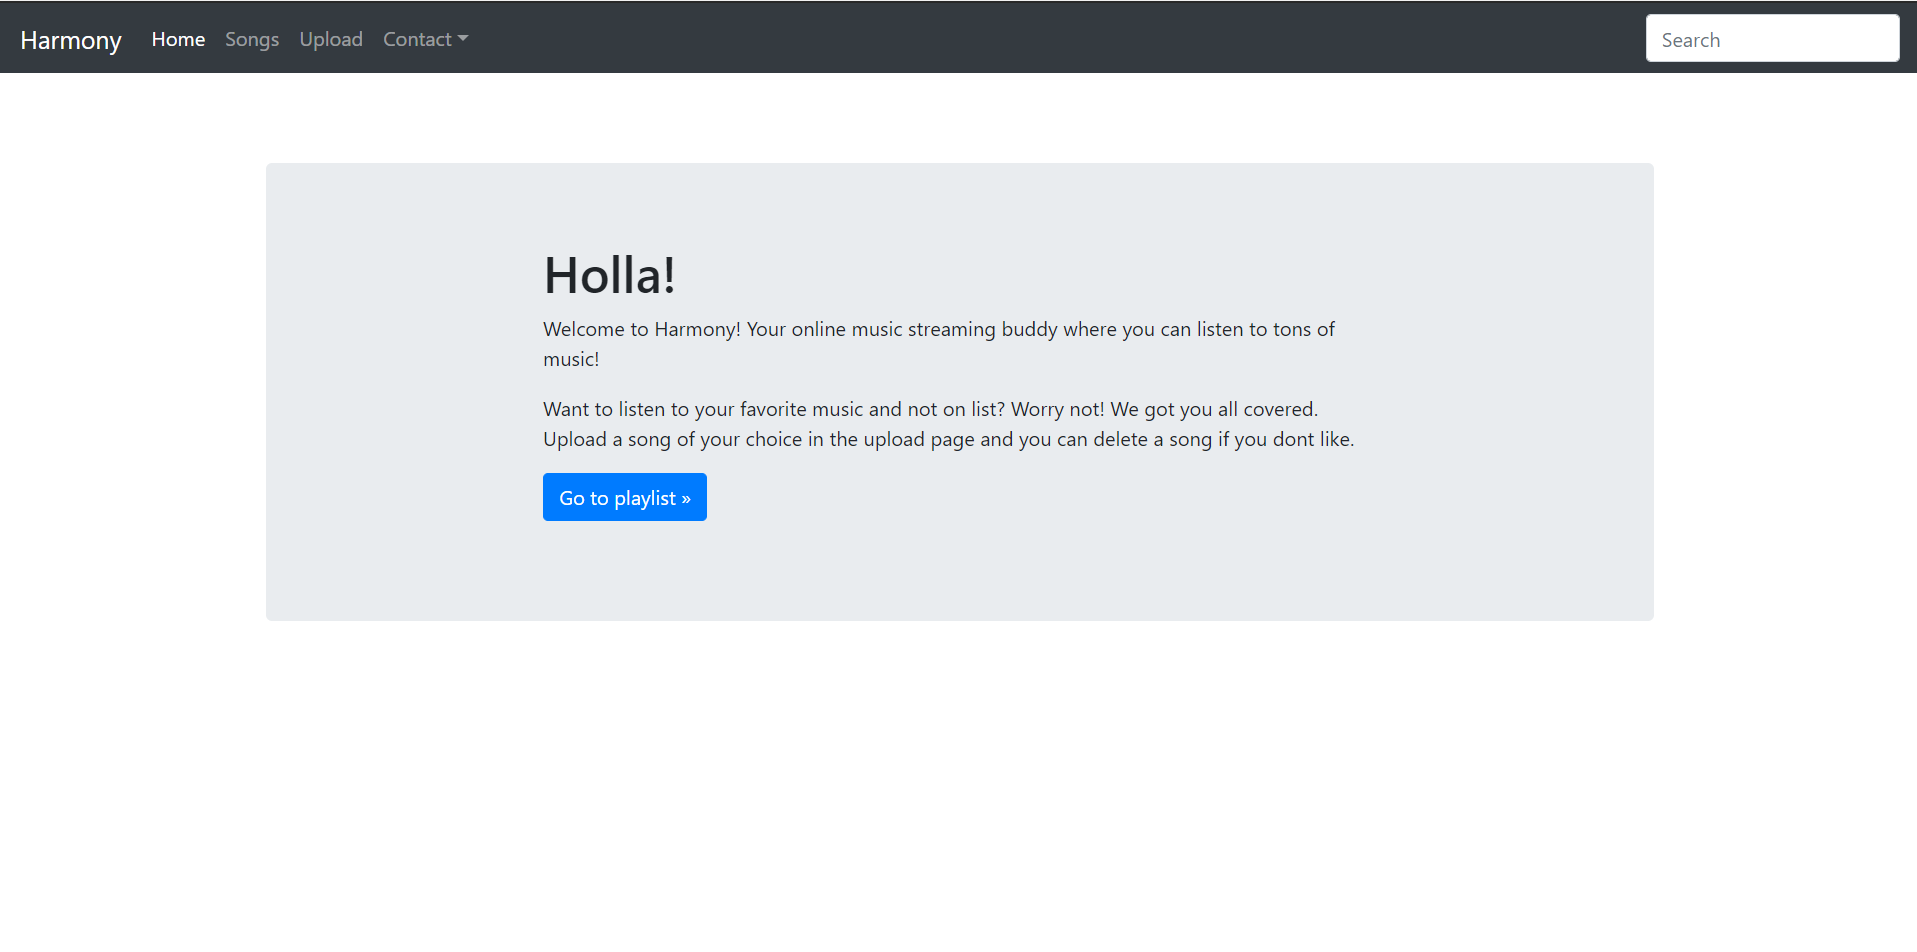 Harmony Home Songs Upload Contact Search
Holla!
Welcome to Harmony! Your online music streaming buddy where you can listen to tons of
music!
Want to listen to your favorite music and not on list? Worry not! We got you all covered.
Upload a song of your choice in the upload page and you can delete a song if you dont like.
Go to playlist »